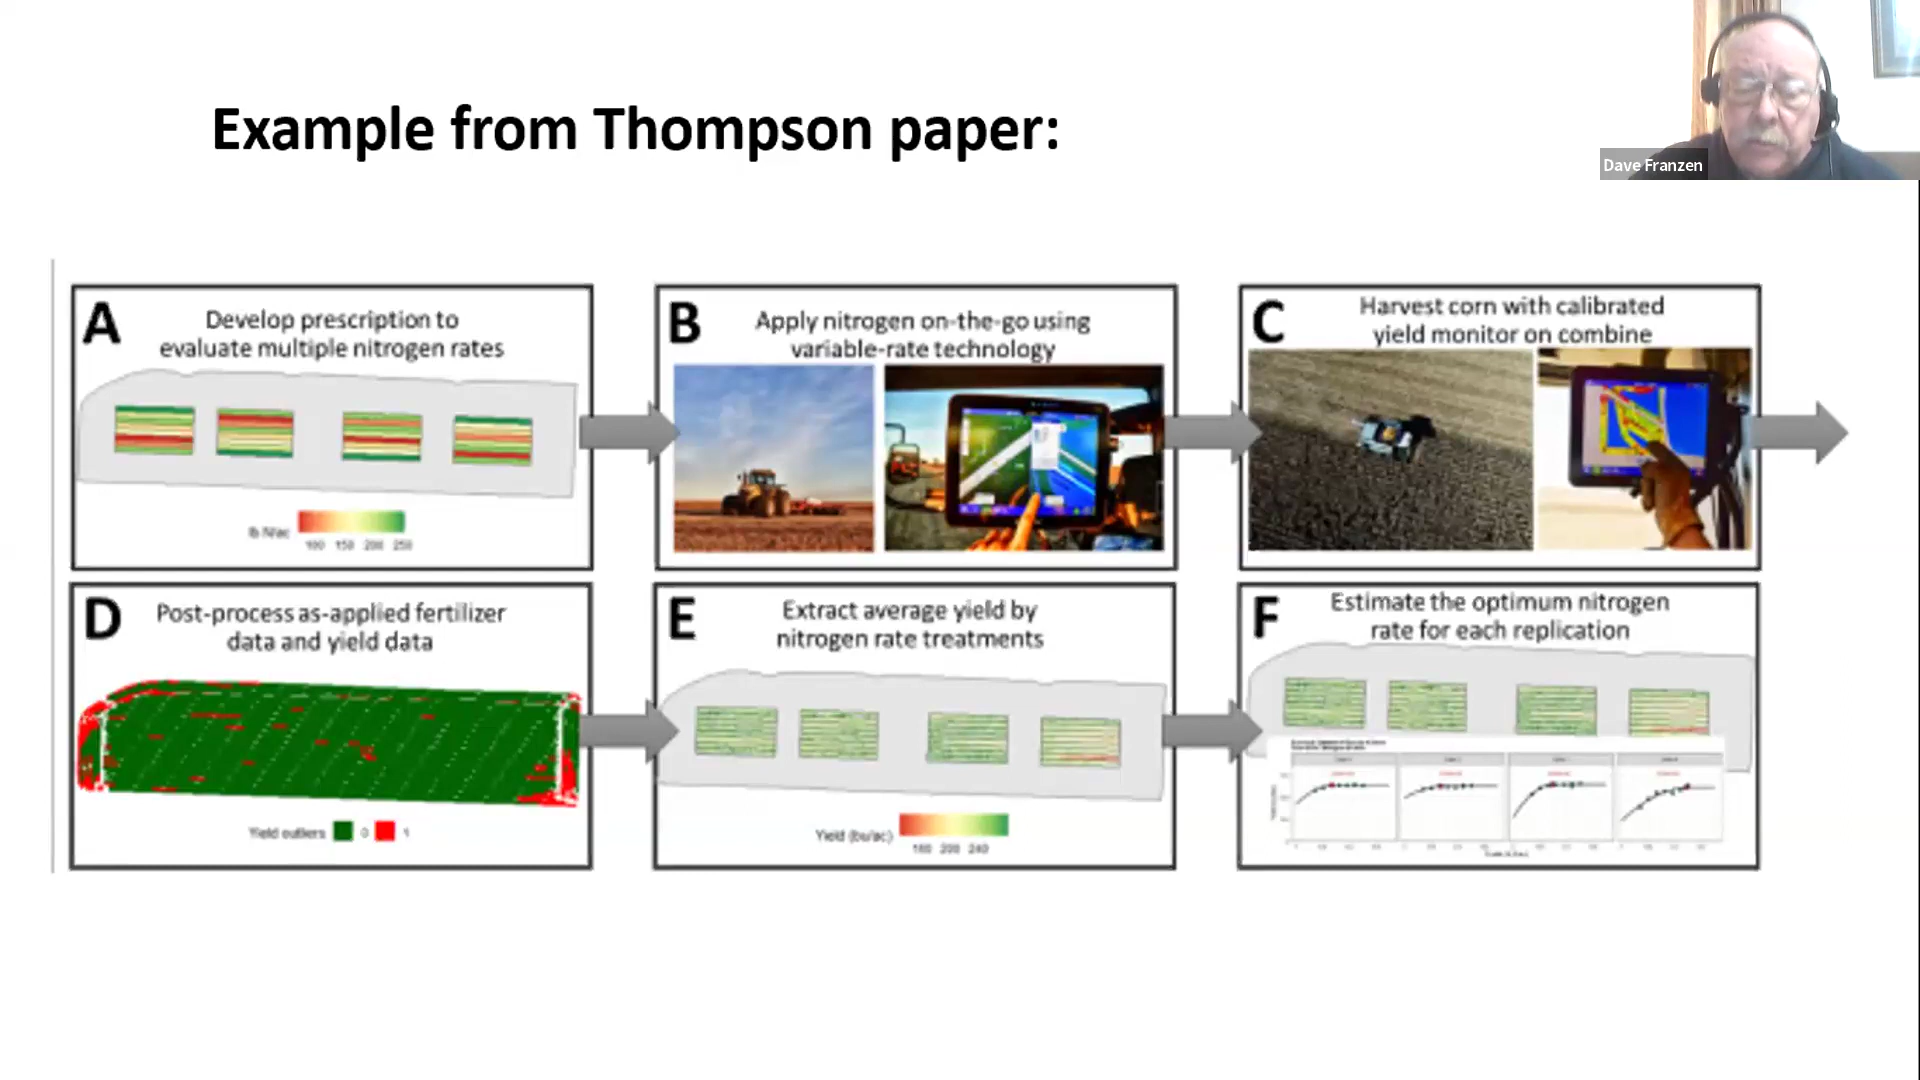 Example from Thompson paper:
Dave Franzen
A
Develop prescription to
evaluate multiple nitrogen rates
lb N/ac
100 150 200 250
B
Apply nitrogen on-the-go using
variable-rate technology
C
Harvest corn with calibrated
yield monitor on combine
D
Post-process as-applied fertilizer
data and yield data
Yield outliers 0 1
E
Extract average yield by
nitrogen rate treatments
Yield (bu/ac)
160 200 240
F
Estimate the optimum nitrogen
rate for each replication